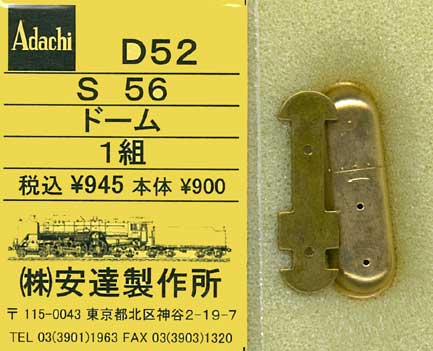 Adachi
D52
S 56
ドーム
1組
税込 ¥945 本体 ¥900
㈱安達製作所
〒 115-0043 東京都北区神谷2-19-7
TEL 03(3901)1963 FAX 03(3903)1320